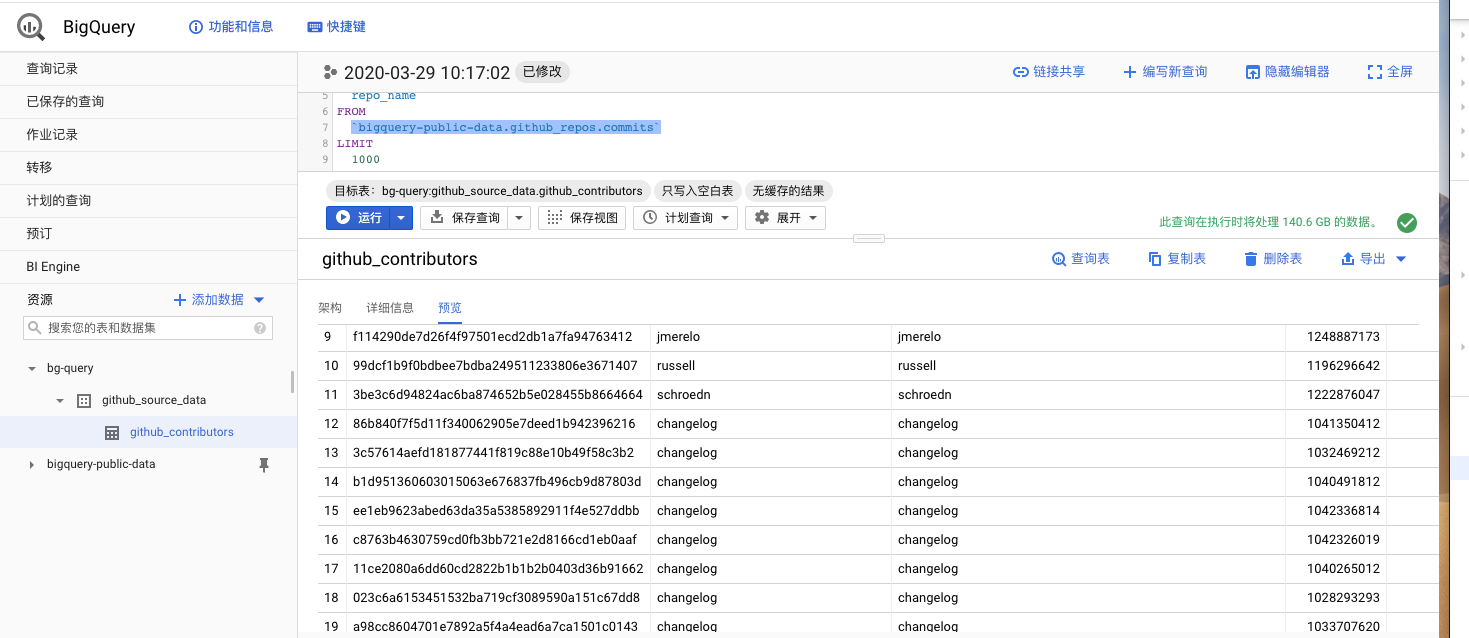 BigQuery 功能和信息 快捷键
查询记录
已保存的查询
作业记录
转移
计划的查询
预订
BI Engine
资源 添加数据
搜索您的表和数据集
bg-query
github_source_data
github_contributors
bigquery-public-data
2020-03-29 10:17:02 已修改 链接共享 编写新查询 隐藏编辑器 全屏
5 repo_name
6 FROM
7 `bigquery-public-data.github_repos.commits`
8 LIMIT
9 1000
目标表: bg-query:github_source_data.github_contributors 只写入空白表 无缓存的结果
运行 保存查询 保存视图 计划查询 展开 此查询在执行时将处理 140.6 GB 的数据。
github_contributors 查询表 复制表 删除表 导出
架构 详细信息 预览
9 f114290de7d26f4f97501ecd2db1a7fa94763412 jmerelo jmerelo 1248887173
10 99dcf1b9f0bdbee7bdba249511233806e3671407 russell russell 1196296642
11 3be3c6d94824ac6ba874652b5e028455b8664664 schroedn schroedn 1222876047
12 86b840f7f5d11f340062905e7deed1b942396216 changelog changelog 1041350412
13 3c57614aefd181877441f819c88e10b49f58c3b2 changelog changelog 1032469212
14 b1d951360603015063e676837fb496cb9d87803d changelog changelog 1040491812
15 ee1eb9623abed63da35a5385892911f4e527ddbb changelog changelog 1042336814
16 c8763b4630759cd0fb3bb721e2d8166cd1eb0aaf changelog changelog 1042326019
17 11ce2080a6dd60cd2822b1b1b2b0403d36b91662 changelog changelog 1040265012
18 023c6a6153451532ba719cf3089590a151c67dd8 changelog changelog 1028293293
19 a98cc8604701e7892a5f4a4ead6a7ca1501c0143 changelog changelog 1033707620